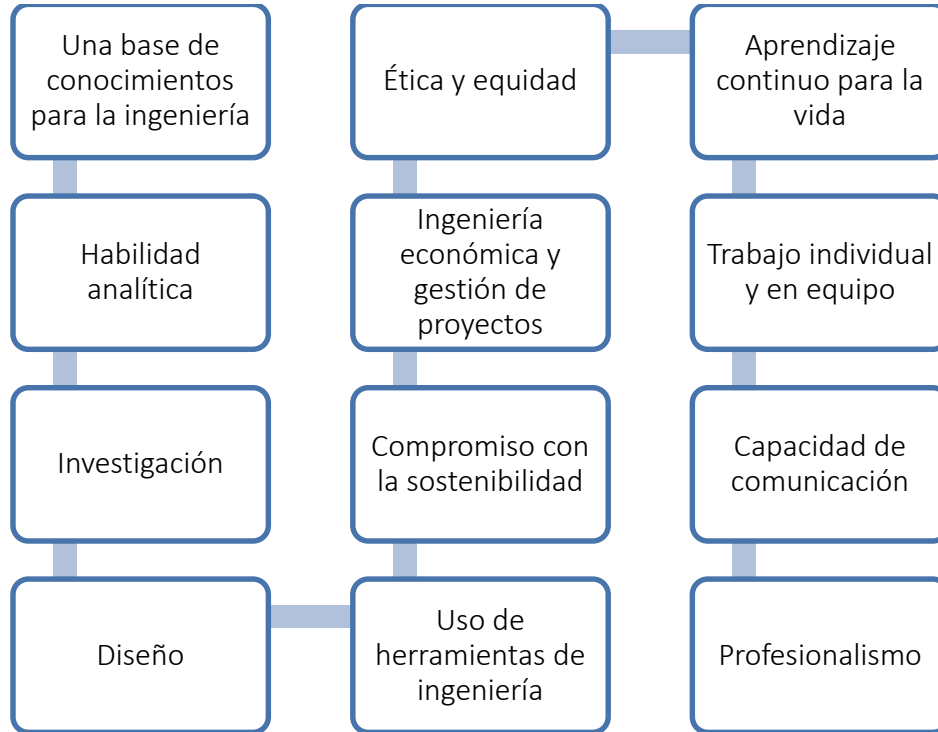 Una base de
conocimientos
para la ingeniería
Habilidad
analítica
Investigación
Diseño
Uso de
herramientas de
ingeniería
Compromiso con
la sostenibilidad
Ingeniería
económica y
gestión de
proyectos
Ética y equidad
Aprendizaje
continuo para la
vida
Trabajo individual
y en equipo
Capacidad de
comunicación
Profesionalismo